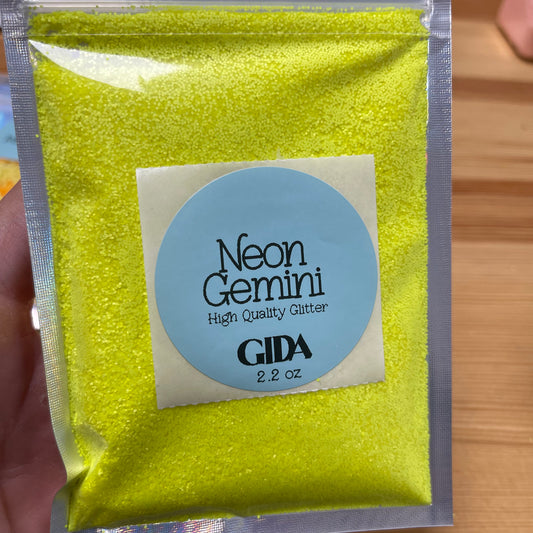 Neon
Gemini
High Quality Glitter
GIDA
2.2 oz